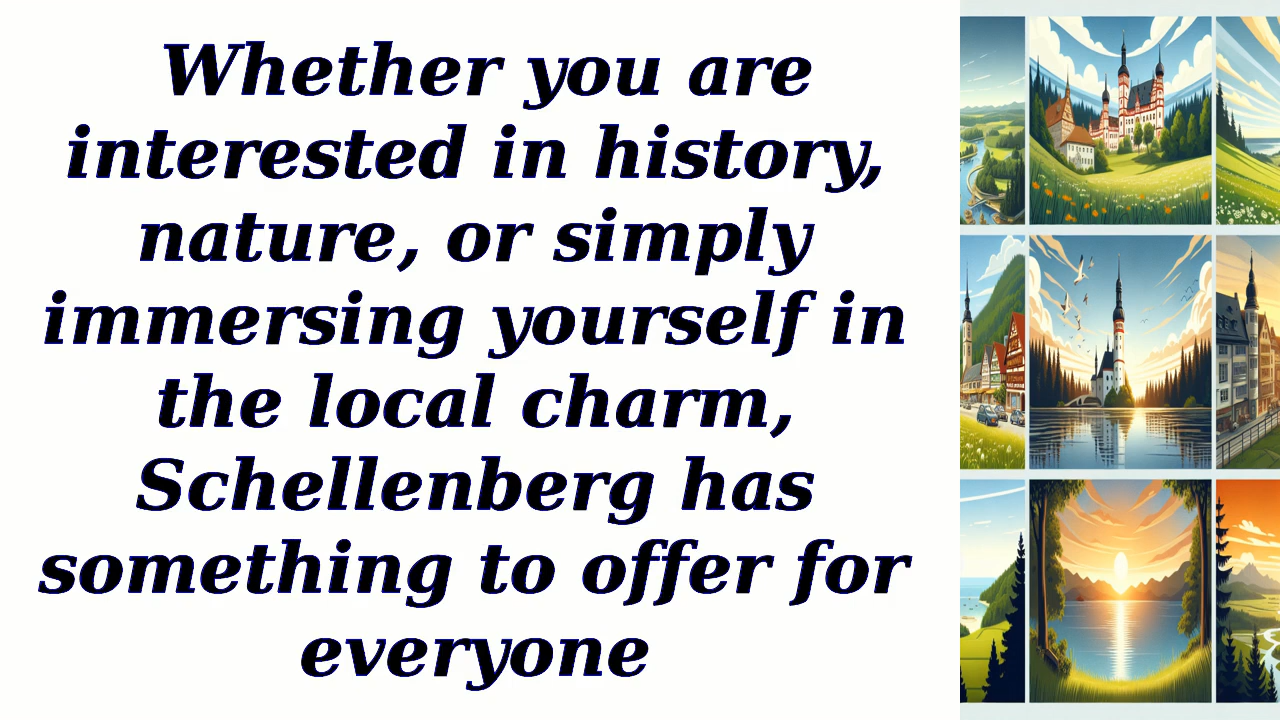 Whether you are
interested in history,
nature, or simply
immersing yourself in
the local charm,
Schellenberg has
something to offer for
everyone